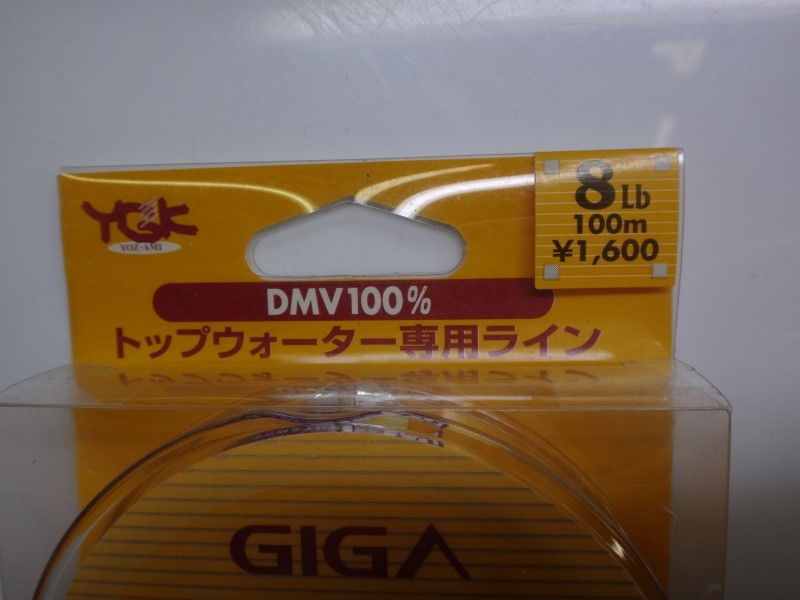 YGK
YOZ-AMI
8Lb
100m
¥1,600
DMV100%
トップウォーター専用ライン
GIGA